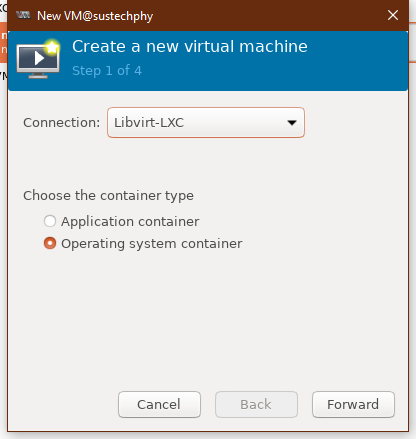 New VM@sustechphy
Create a new virtual machine
Step 1 of 4
Connection: Libvirt-LXC
Choose the container type
Application container
Operating system container
Cancel Back Forward